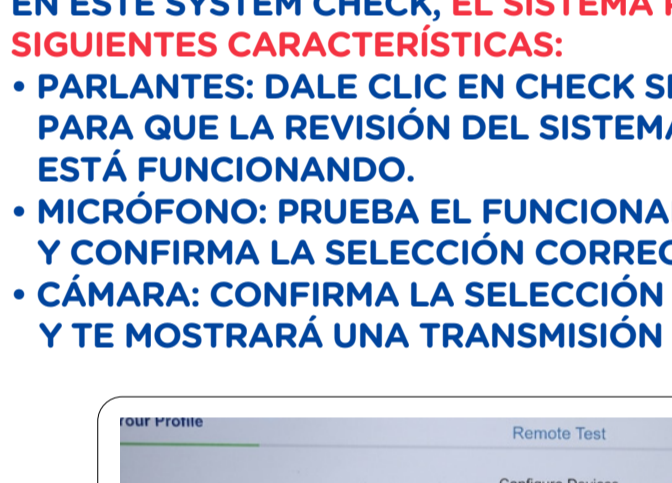 EN ESTE SYSTEM CHECK, EL SISTEMA
SIGUIENTES CARACTERÍSTICAS:
• PARLANTES: DALE CLIC EN CHECK
PARA QUE LA REVISIÓN DEL SISTEMA
ESTÁ FUNCIONANDO.
• MICRÓFONO: PRUEBA EL FUNCIONA
Y CONFIRMA LA SELECCIÓN CORREC
• CÁMARA: CONFIRMA LA SELECCIÓN
Y TE MOSTRARÁ UNA TRANSMISIÓN
Your Profile
Remote Test
Configure Devices